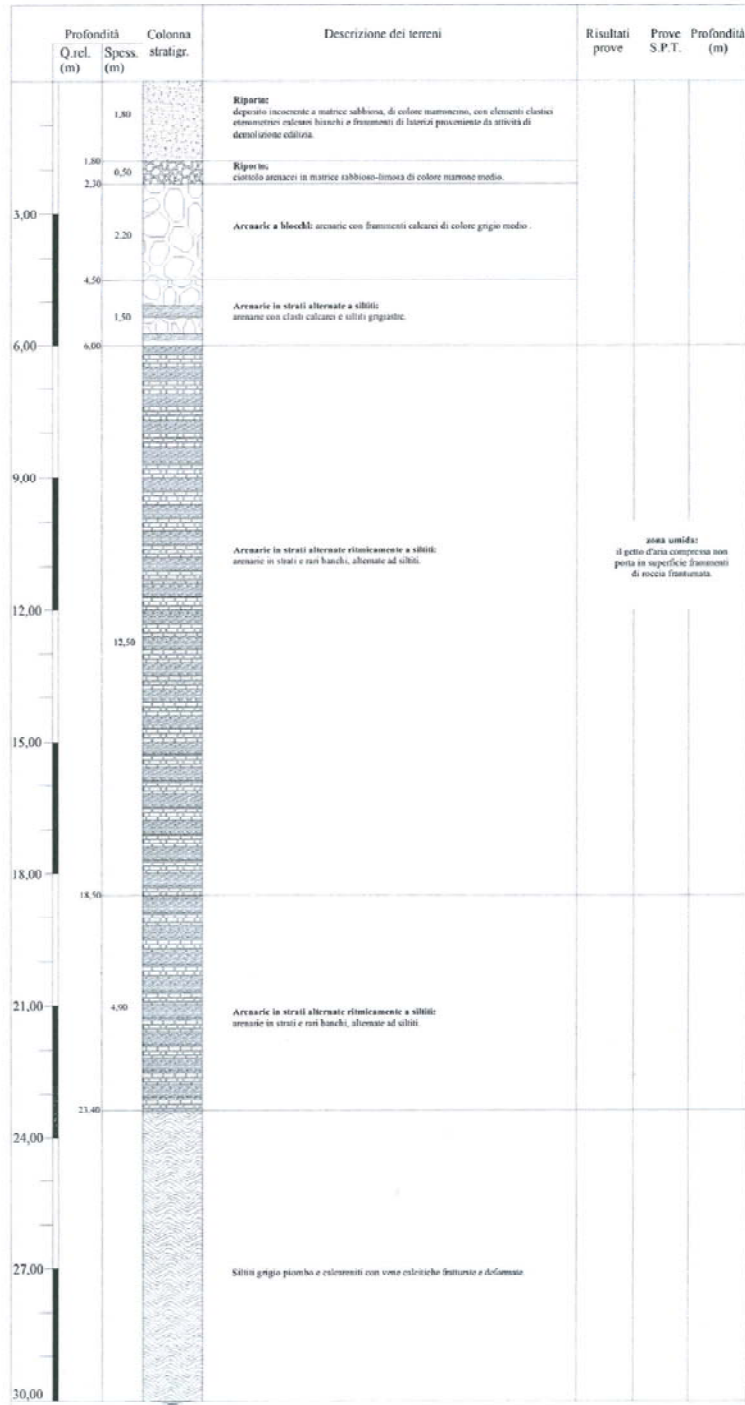 Profondità Colonna stratigr. Descrizione dei terreni Risultati prove Prove S.P.T. Profondità (m)
Q.rel. (m) Spess. (m)
1,80
Riporto:
deposito incoerente a matrice sabbiosa, di colore marroncino, con elementi clastici
eterometrici calcarei bianchi e frammenti di laterizi proveniente da attività di
demolizione edilizia.
1.80
0,50
Riporto:
ciottolo arenacei in matrice sabbioso-limosa di colore marrone medio.
2,30
3,00
2.20
Arenarie a blocchi: arenarie con frammenti calcarei di colore grigio medio .
4,50
1,50
Arenarie in strati alternate a siltiti:
arenarie con clasti calcarei e siltiti grigiastre.
6,00
6,00
9,00
zona umida:
il getto d'aria compressa non
porta in superficie frammenti
di roccia frantumata.
Arenarie in strati alternate ritmicamente a siltiti:
arenarie in strati e rari banchi, alternate ad siltiti.
12,00
12,50
15,00
18,00
18,50
21,00
4,90
Arenarie in strati alternate ritmicamente a siltiti:
arenarie in strati e rari banchi, alternate ad siltiti.
23,40
24,00
27,00
Siltiti grigio piombo e calcareniti con vene calcitiche fratturate e deformate.
30,00